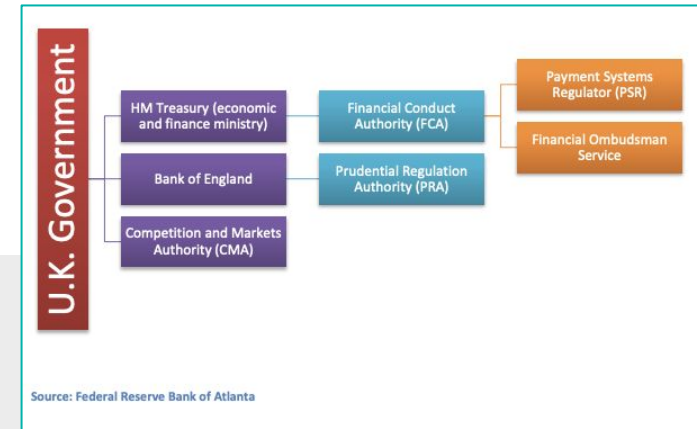 U.K. Government
HM Treasury (economic
and finance ministry)
Financial Conduct
Authority (FCA)
Payment Systems
Regulator (PSR)
Financial Ombudsman
Service
Bank of England
Prudential Regulation
Authority (PRA)
Competition and Markets
Authority (CMA)
Source: Federal Reserve Bank of Atlanta